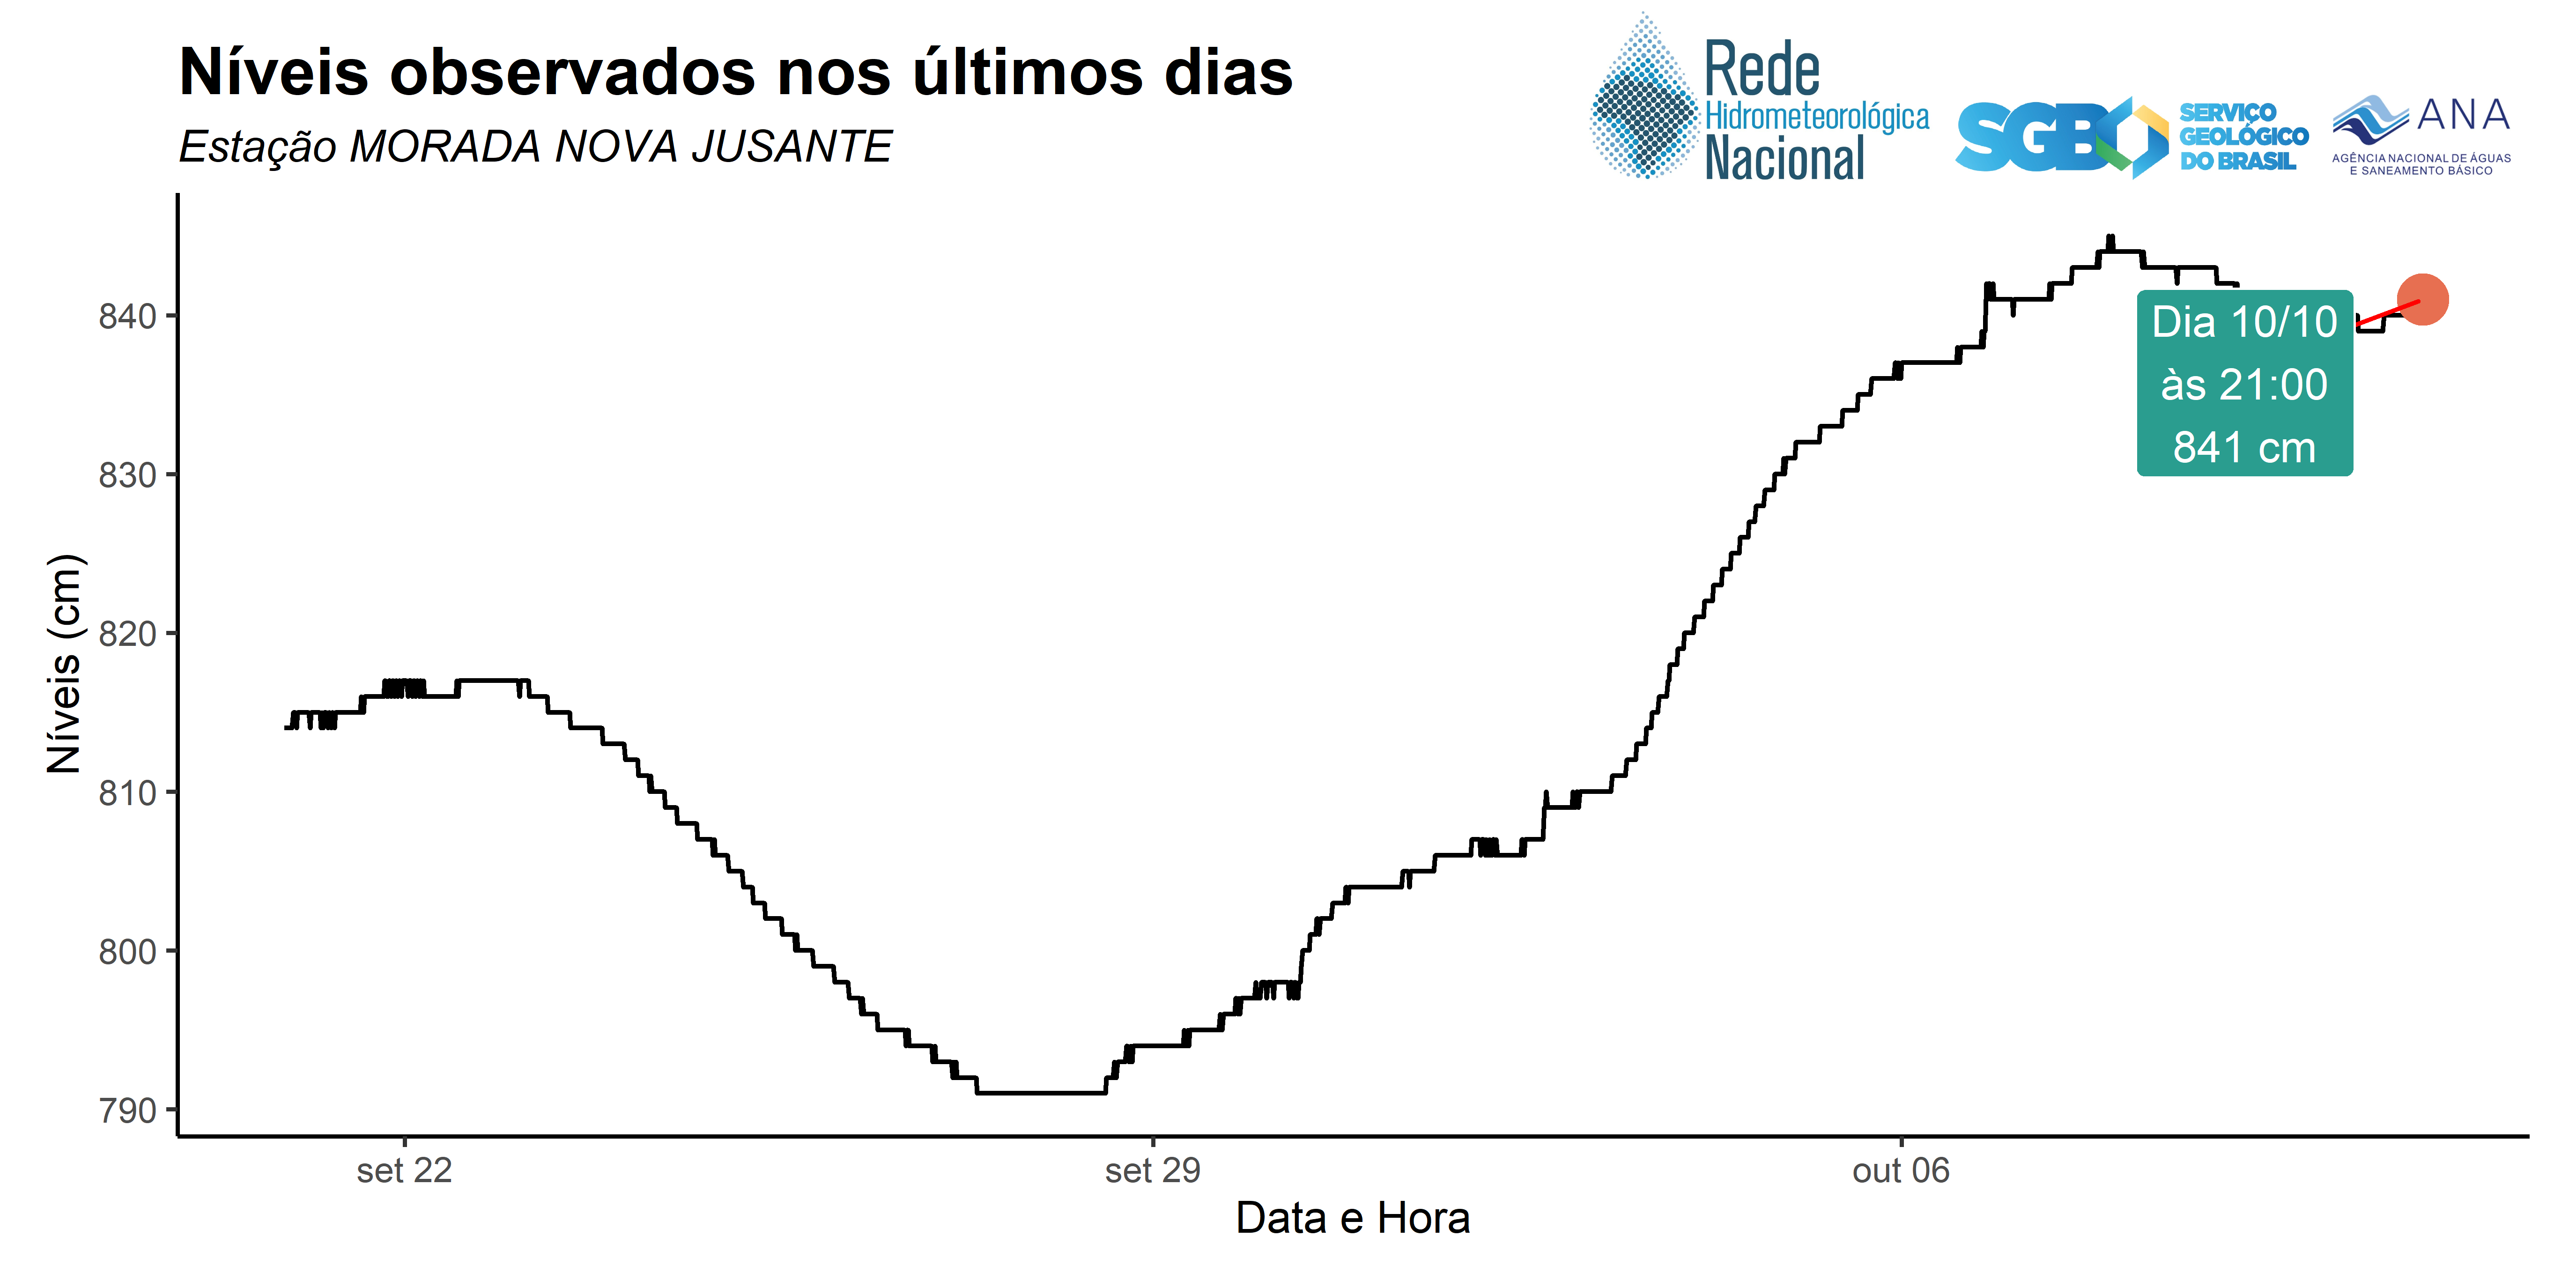 Níveis observados nos últimos dias
Estação MORADA NOVA JUSANTE
Rede
Hidrometeorológica
Nacional
SGB
SERVIÇO
GEOLÓGICO
DO BRASIL
ANA
AGÊNCIA NACIONAL DE ÁGUAS
E SANEAMENTO BÁSICO
Níveis (cm)
840
830
820
810
800
790
Dia 10/10
às 21:00
841 cm
set 22
set 29
out 06
Data e Hora